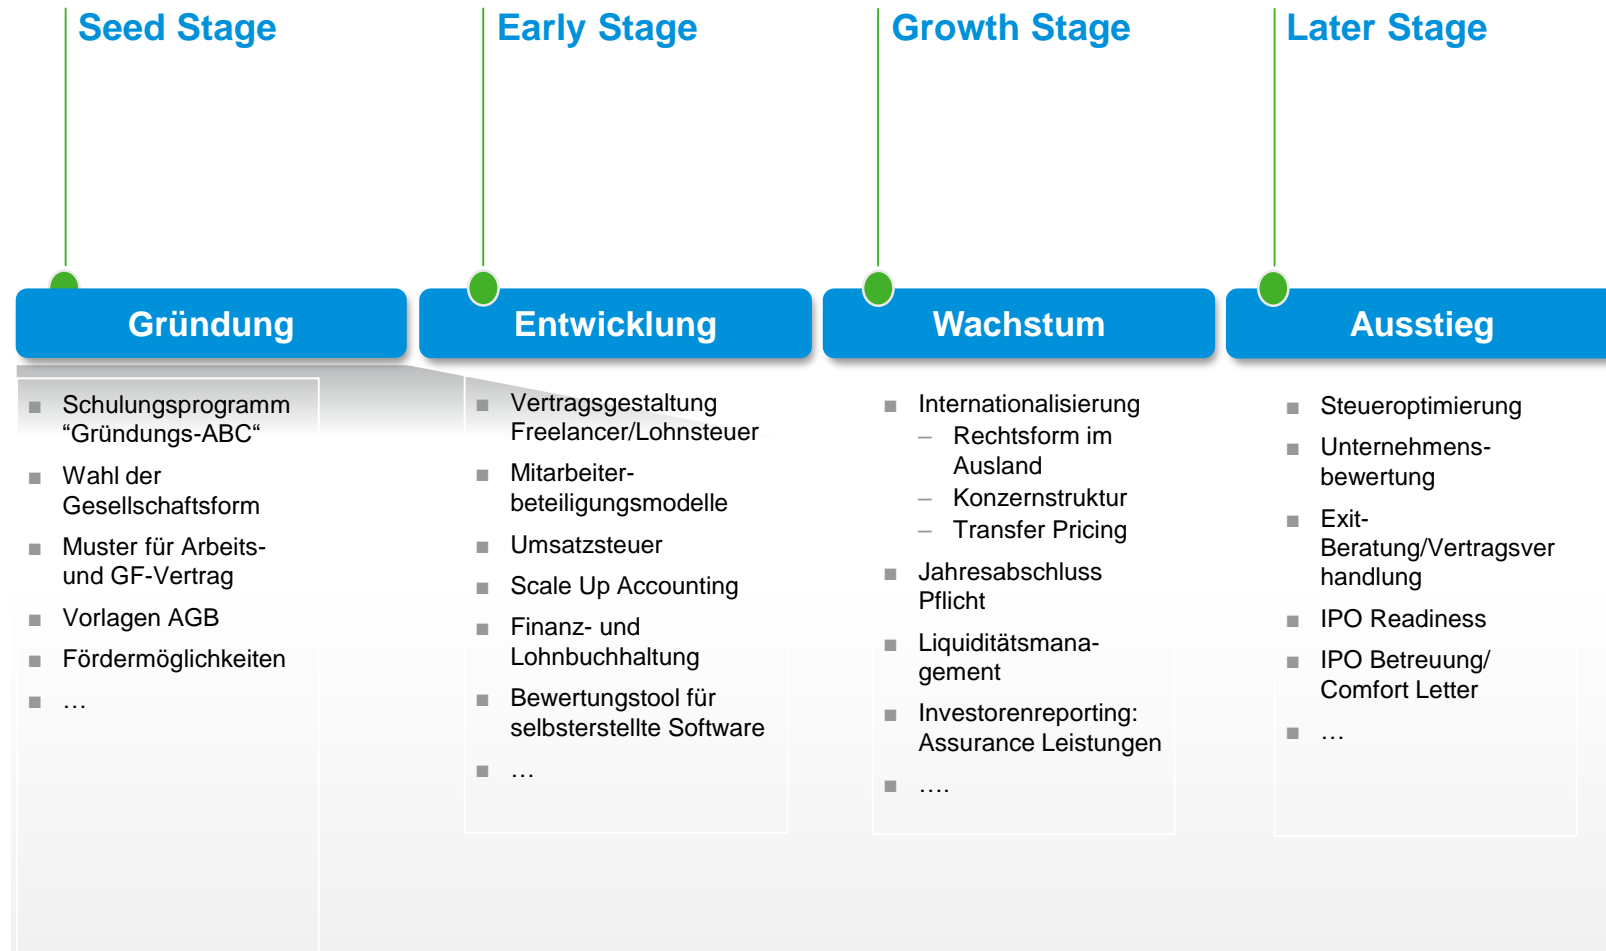 Seed Stage
Early Stage
Growth Stage
Later Stage
Gründung
Entwicklung
Wachstum
Ausstieg
■ Schulungsprogramm
“Gründungs-ABC“
■ Wahl der
Gesellschaftsform
■ Muster für Arbeits-
und GF-Vertrag
■ Vorlagen AGB
■ Fördermöglichkeiten
■ …
■ Vertragsgestaltung
Freelancer/Lohnsteuer
■ Mitarbeiter-
beteiligungsmodelle
■ Umsatzsteuer
■ Scale Up Accounting
■ Finanz- und
Lohnbuchhaltung
■ Bewertungstool für
selbsterstellte Software
■ …
■ Internationalisierung
– Rechtsform im
Ausland
– Konzernstruktur
– Transfer Pricing
■ Jahresabschluss
Pflicht
■ Liquiditätsmana-
gement
■ Investorenreporting:
Assurance Leistungen
■ ….
■ Steueroptimierung
■ Unternehmens-
bewertung
■ Exit-
Beratung/Vertragsver
handlung
■ IPO Readiness
■ IPO Betreuung/
Comfort Letter
■ …